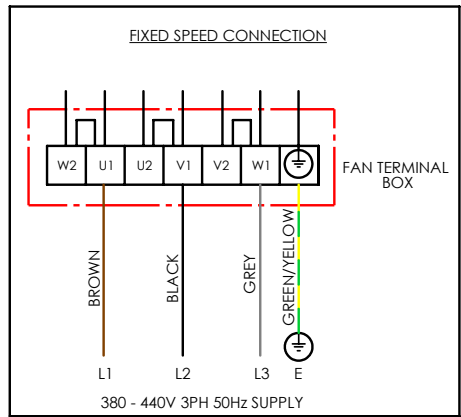 FIXED SPEED CONNECTION
W2 U1 U2 V1 V2 W1
FAN TERMINAL
BOX
BROWN
BLACK
GREY
GREEN/YELLOW
L1 L2 L3 E
380 - 440V 3PH 50Hz SUPPLY